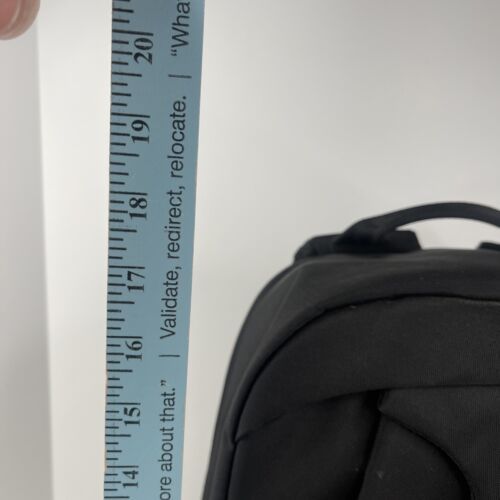 14 15 16 17 18 19 20
ore about that." | Validate, redirect, relocate. | "Wha